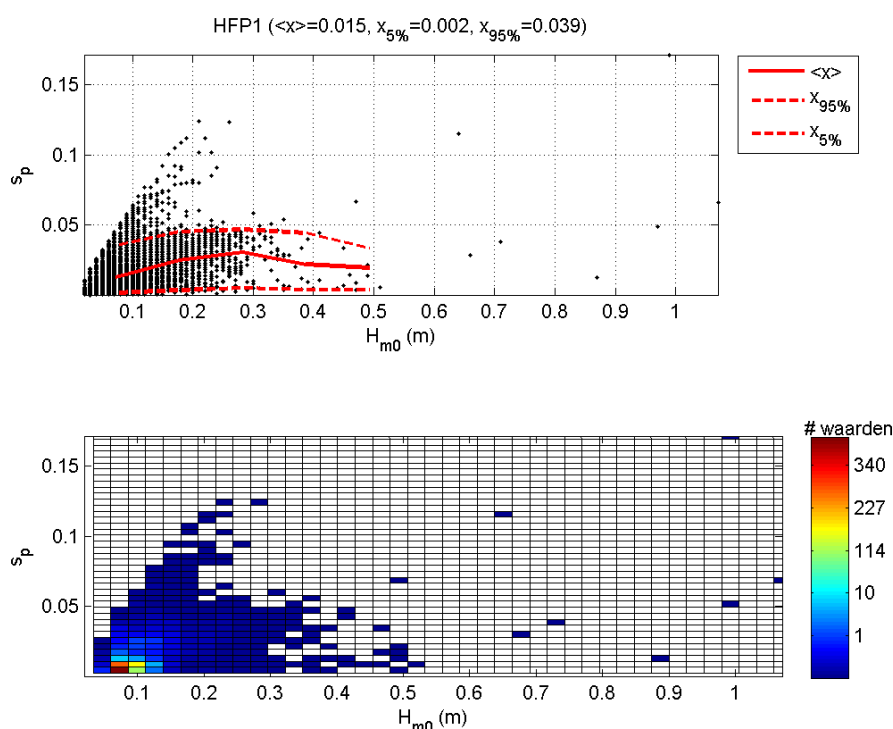 HFP1 (<x>=0.015, x5%=0.002, x95%=0.039)
<x>
x95%
x5%
0.15
0.1
0.05
0
sp
0.1 0.2 0.3 0.4 0.5 0.6 0.7 0.8 0.9 1
Hm0 (m)
# waarden
340
227
114
10
1
0.15
0.1
0.05
sp
0.1 0.2 0.3 0.4 0.5 0.6 0.7 0.8 0.9 1
Hm0 (m)